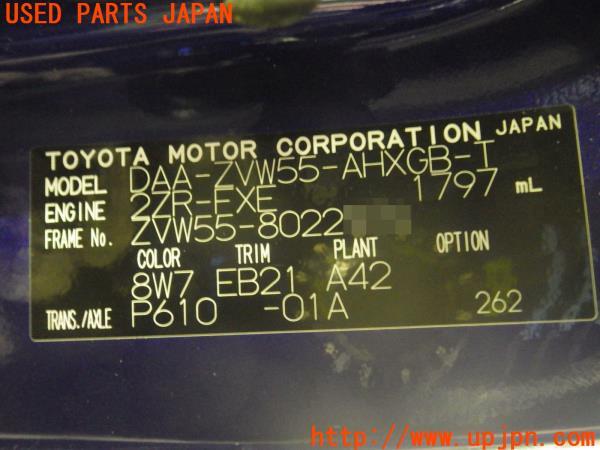 USED PARTS JAPAN
TOYOTA MOTOR CORPORATION JAPAN
MODEL DAA-ZVW55-AHXGB-T
ENGINE 2ZR-FXE 1797 mL
FRAME No. ZVW55-8022
COLOR TRIM PLANT OPTION
8W7 EB21 A42
TRANS./AXLE P610 -01A 262
http://www.upjpn.com/